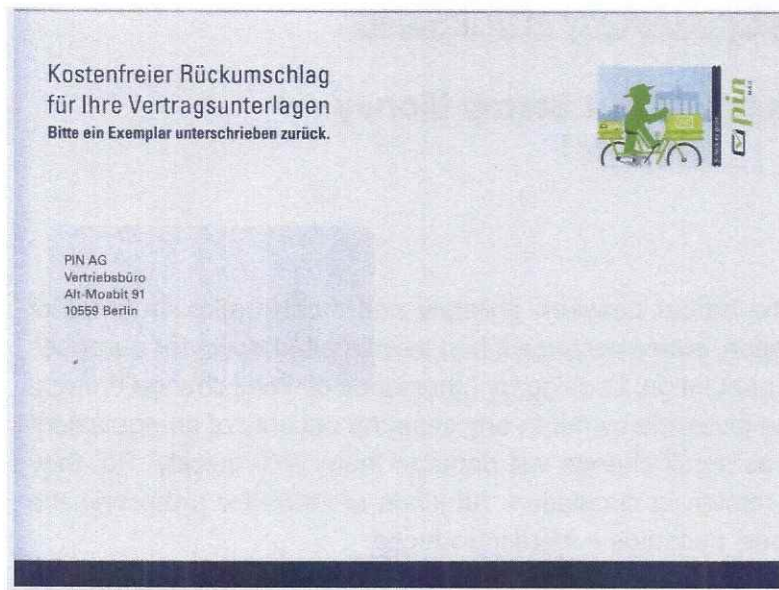 Kostenfreier Rückumschlag
für Ihre Vertragsunterlagen
Bitte ein Exemplar unterschrieben zurück.
pin
MAIL
PIN AG
Vertriebsbüro
Alt-Moabit 91
10559 Berlin